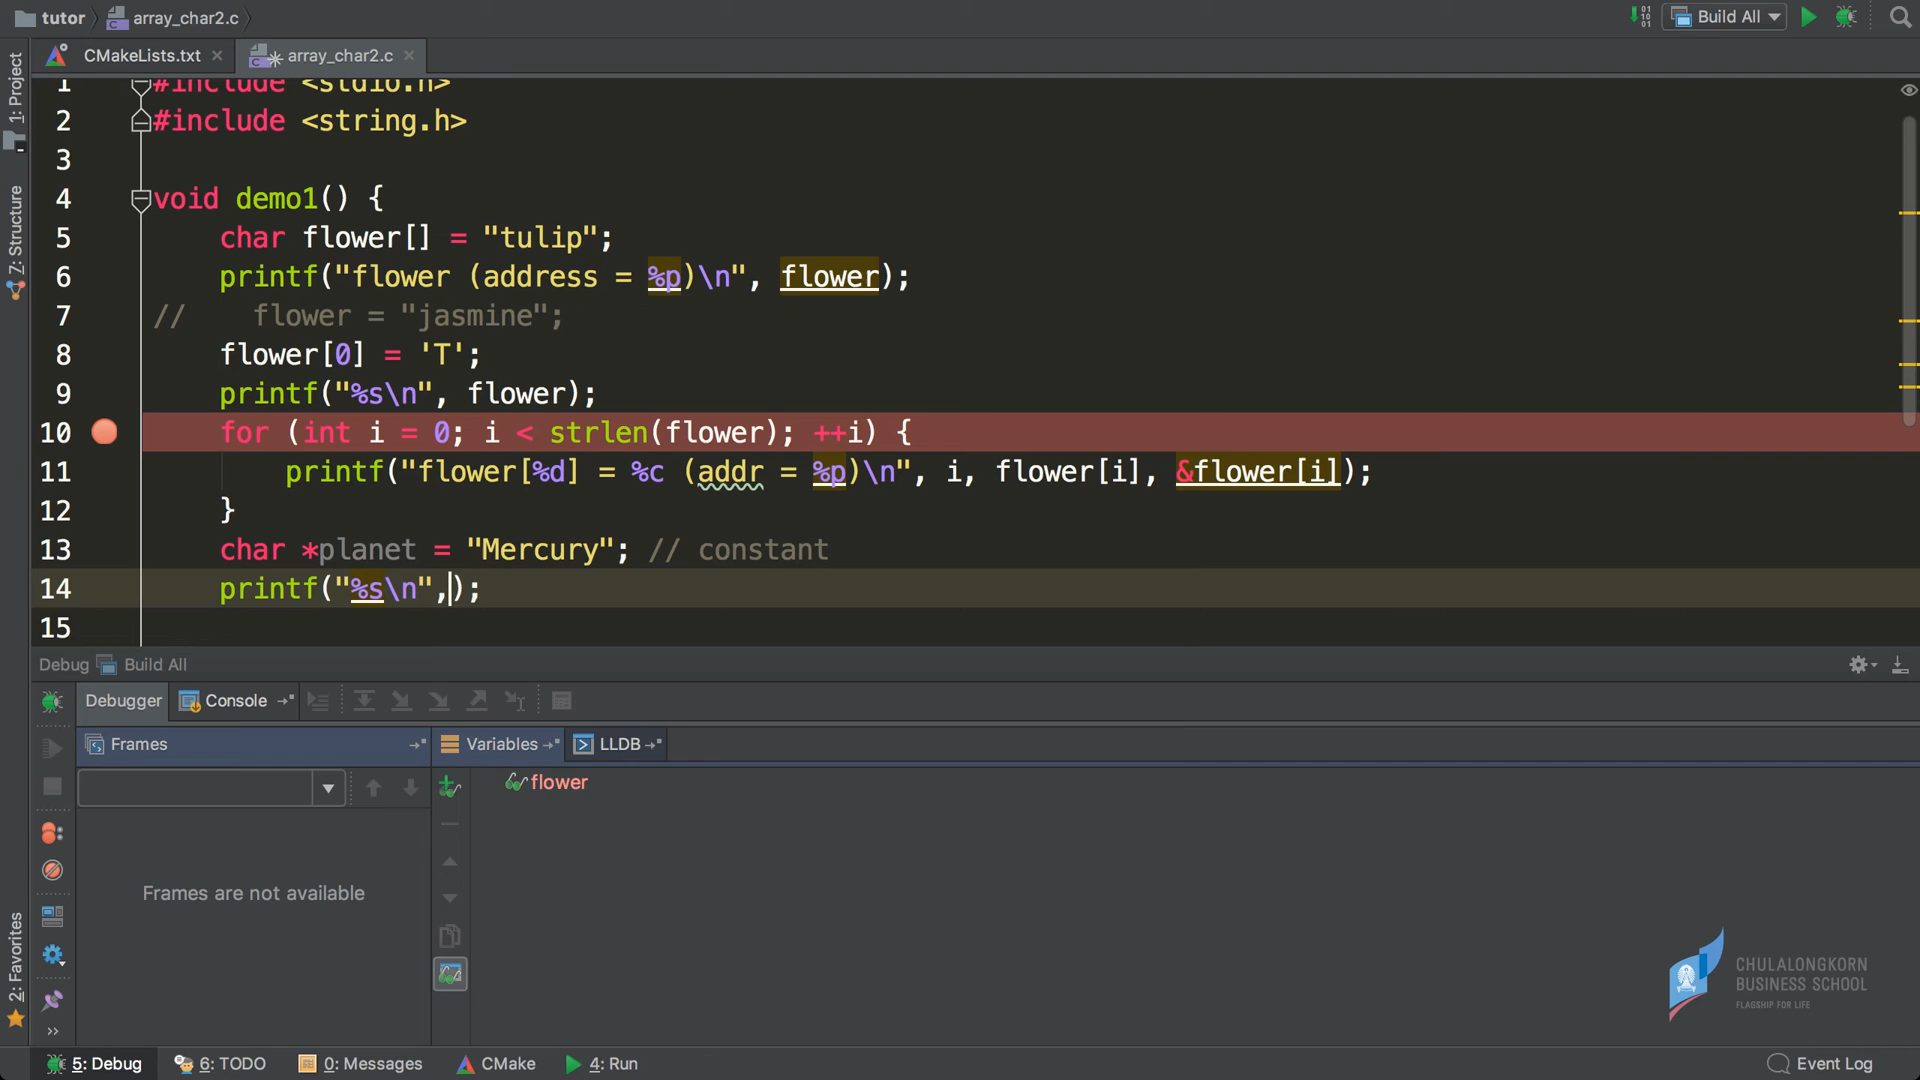 tutor array_char2.c Build All
CMakeLists.txt array_char2.c
1: Project
7: Structure
2: Favorites
1 #include <stdio.h>
2 #include <string.h>
3
4 void demo1() {
5 char flower[] = "tulip";
6 printf("flower (address = %p)\n", flower);
7 // flower = "jasmine";
8 flower[0] = 'T';
9 printf("%s\n", flower);
10 for (int i = 0; i < strlen(flower); ++i) {
11 printf("flower[%d] = %c (addr = %p)\n", i, flower[i], &flower[i]);
12 }
13 char *planet = "Mercury"; // constant
14 printf("%s\n",);
15
Debug Build All
Debugger Console
Frames Variables LLDB
flower
Frames are not available
CHULALONGKORN
BUSINESS SCHOOL
FLAGSHIP FOR LIFE
5: Debug 6: TODO 0: Messages CMake 4: Run Event Log